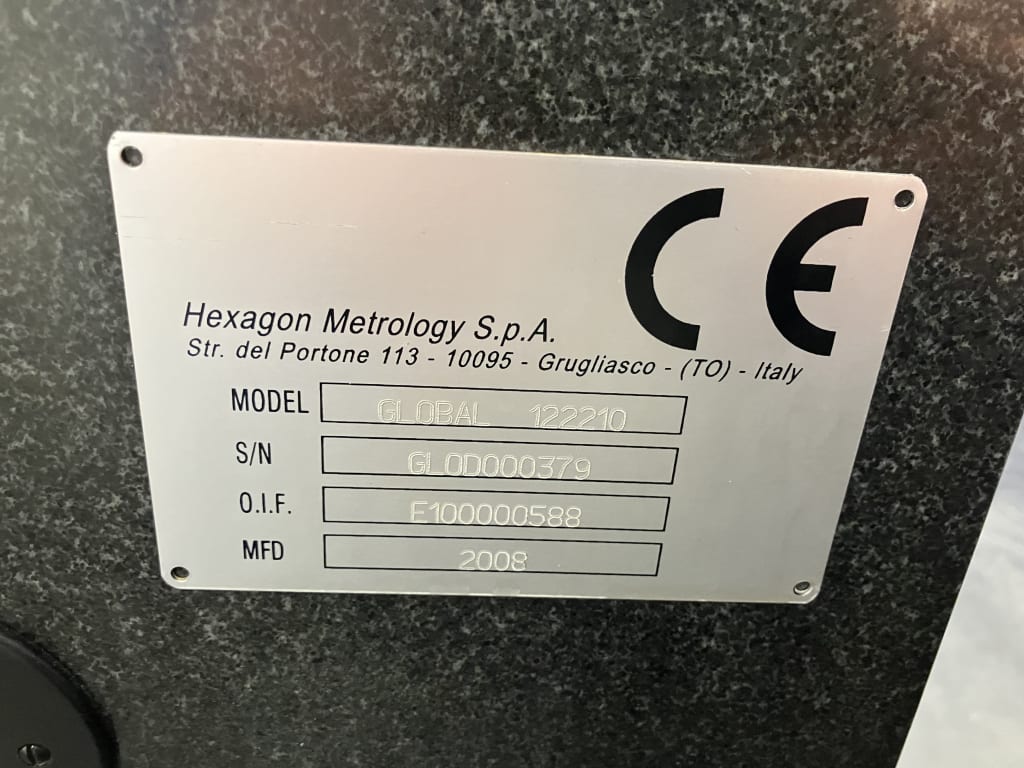 CE
Hexagon Metrology S.p.A.
Str. del Portone 113 - 10095 - Grugliasco - (TO) - Italy
MODEL GLOBAL 122210
S/N GLOD000379
O.I.F. E100000588
MFD 2008